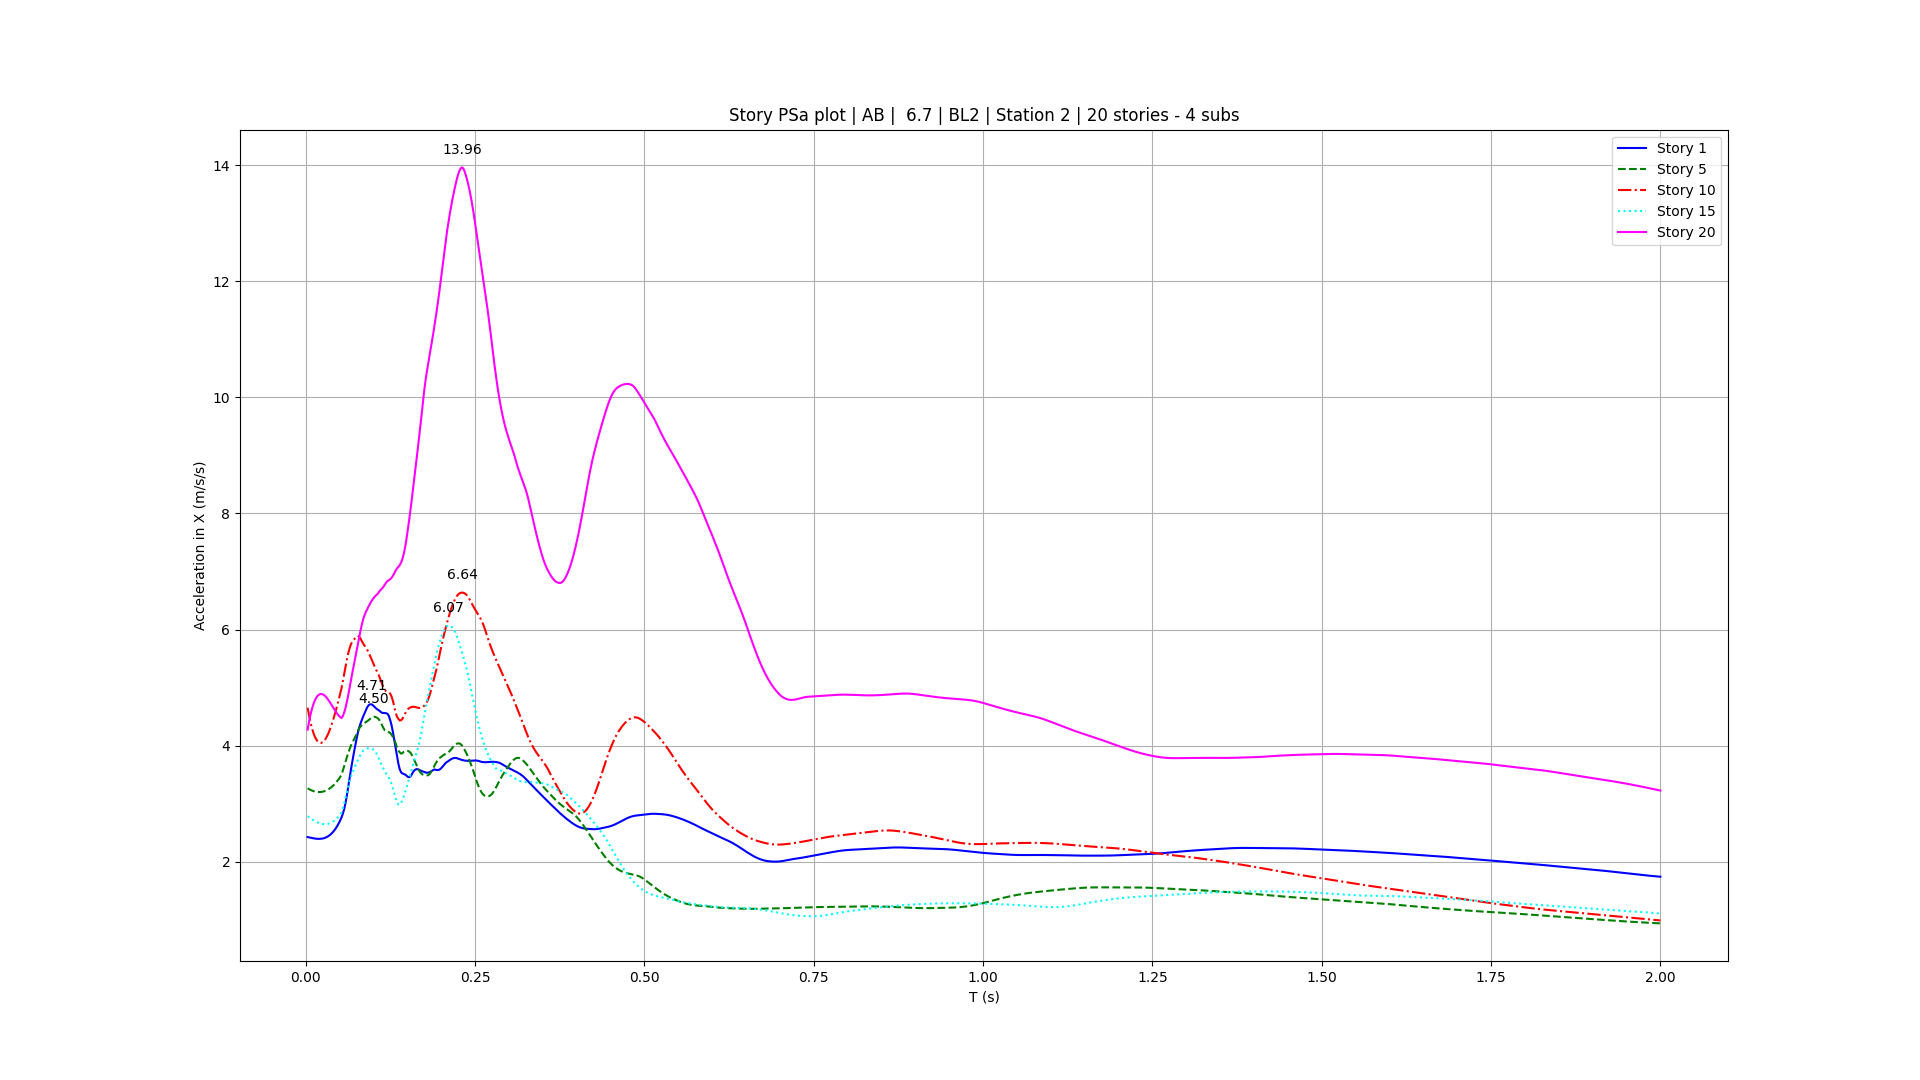 Story PSa plot | AB |  6.7 | BL2 | Station 2 | 20 stories - 4 subs
13.96
6.64
6.07
4.71
4.50
Story 1
Story 5
Story 10
Story 15
Story 20
14
12
10
8
6
4
2
Acceleration in X (m/s/s)
0.00 0.25 0.50 0.75 1.00 1.25 1.50 1.75 2.00
T (s)